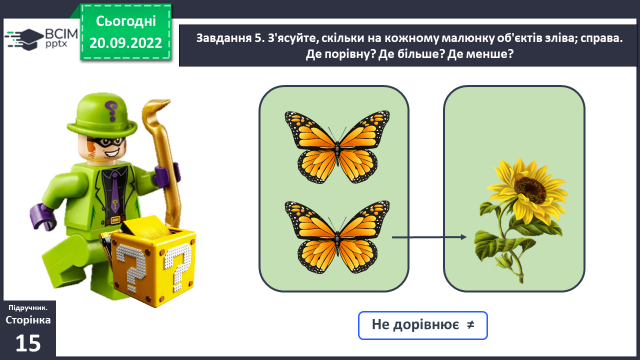 Сьогодні
20.09.2022
BCIM
pptx
Завдання 5. З'ясуйте, скільки на кожному малюнку об'єктів зліва; справа.
Де порівну? Де більше? Де менше?
? ?
Не дорівнює ≠
Підручник.
Сторінка
15